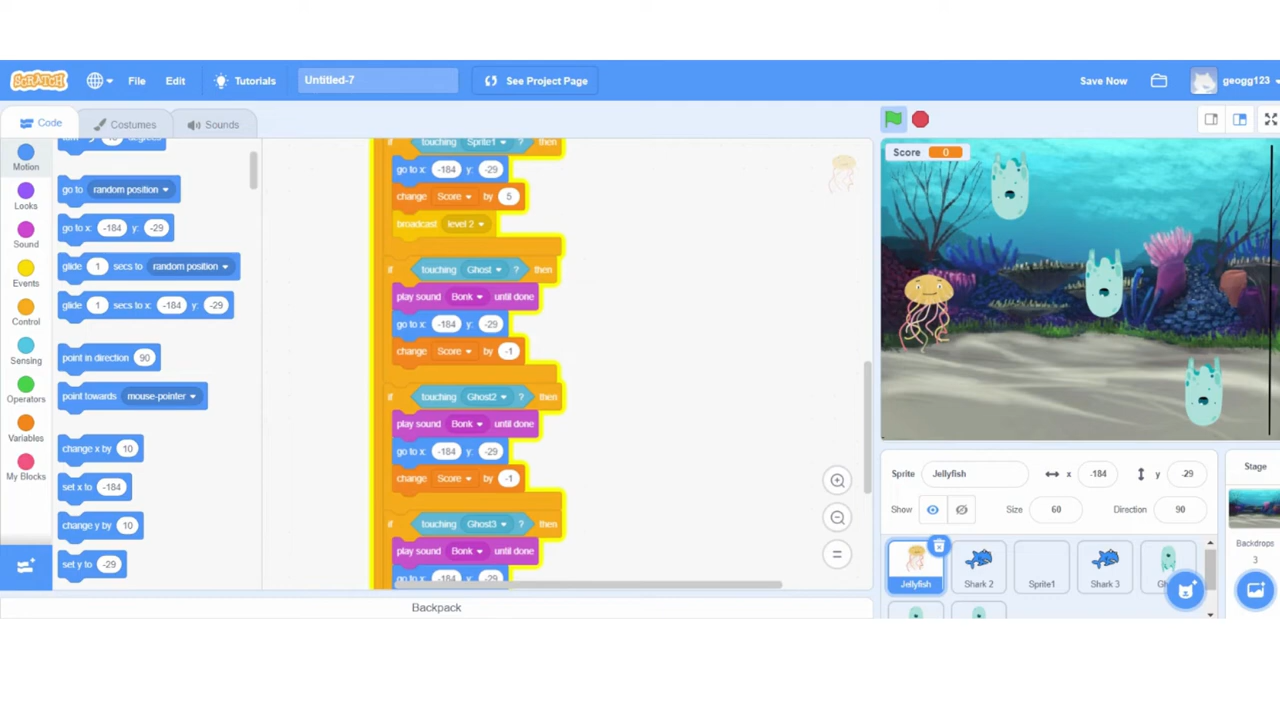 SCRATCH File Edit Tutorials Untitled-7 See Project Page Save Now geogg123
Code Costumes Sounds
Motion
Looks
Sound
Events
Control
Sensing
Operators
Variables
My Blocks
go to random position
go to x: -184 y: -29
glide 1 secs to random position
glide 1 secs to x: -184 y: -29
point in direction 90
point towards mouse-pointer
change x by 10
set x to -184
change y by 10
set y to -29
if touching Sprite1 ? then
go to x: -184 y: -29
change Score by 5
broadcast level 2
if touching Ghost ? then
play sound Bonk until done
go to x: -184 y: -29
change Score by -1
if touching Ghost2 ? then
play sound Bonk until done
go to x: -184 y: -29
change Score by -1
if touching Ghost3 ? then
play sound Bonk until done
go to x: -184 y: -29
Backpack
Score 0
Sprite Jellyfish x -184 y -29
Show Size 60 Direction 90
Jellyfish Shark 2 Sprite1 Shark 3
Stage
Backdrops
3